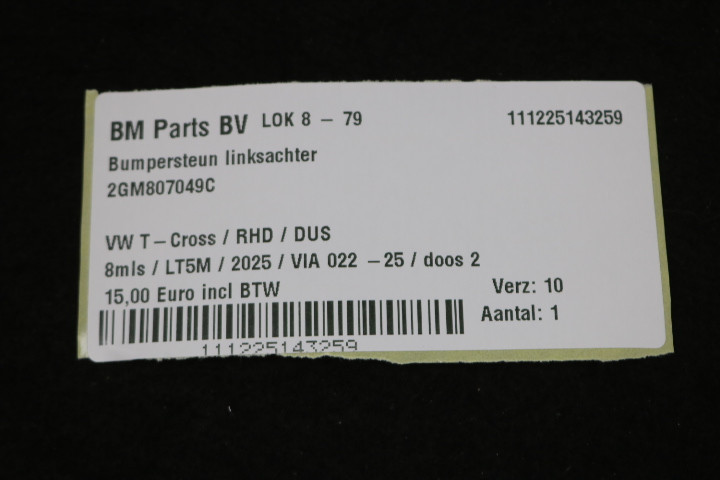 BM Parts BV LOK 8 - 79 111225143259
Bumpersteun linksachter
2GM807049C
VW T-Cross / RHD / DUS
8mls / LT5M / 2025 / VIA 022 -25 / doos 2
15,00 Euro incl BTW Verz: 10
Aantal: 1
111225143259